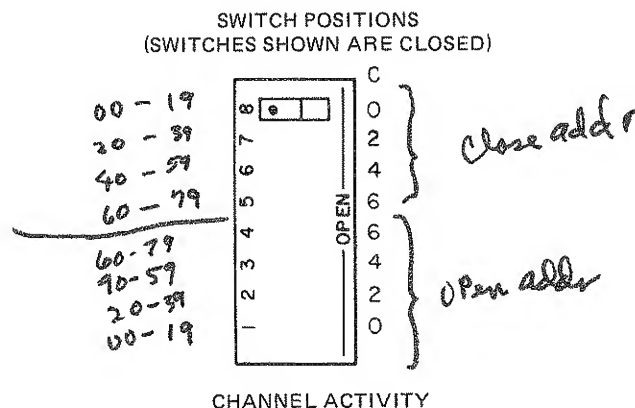 SWITCH POSITIONS
(SWITCHES SHOWN ARE CLOSED)
C
00 - 19 8 0
20 - 39 7 2 Close addr
40 - 59 6 4
60 - 79 5 6
OPEN
60-79 4 6
40-59 3 4 OPen addr
20-39 2 2
00-19 1 0
CHANNEL ACTIVITY